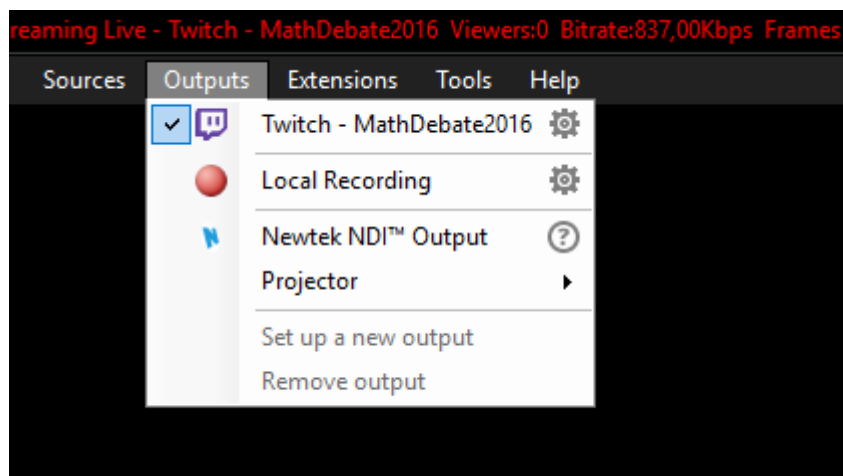 reaming Live - Twitch - MathDebate2016 Viewers:0 Bitrate:837,00Kbps Frames
Sources Outputs Extensions Tools Help
Twitch - MathDebate2016
Local Recording
Newtek NDI™ Output
Projector
Set up a new output
Remove output